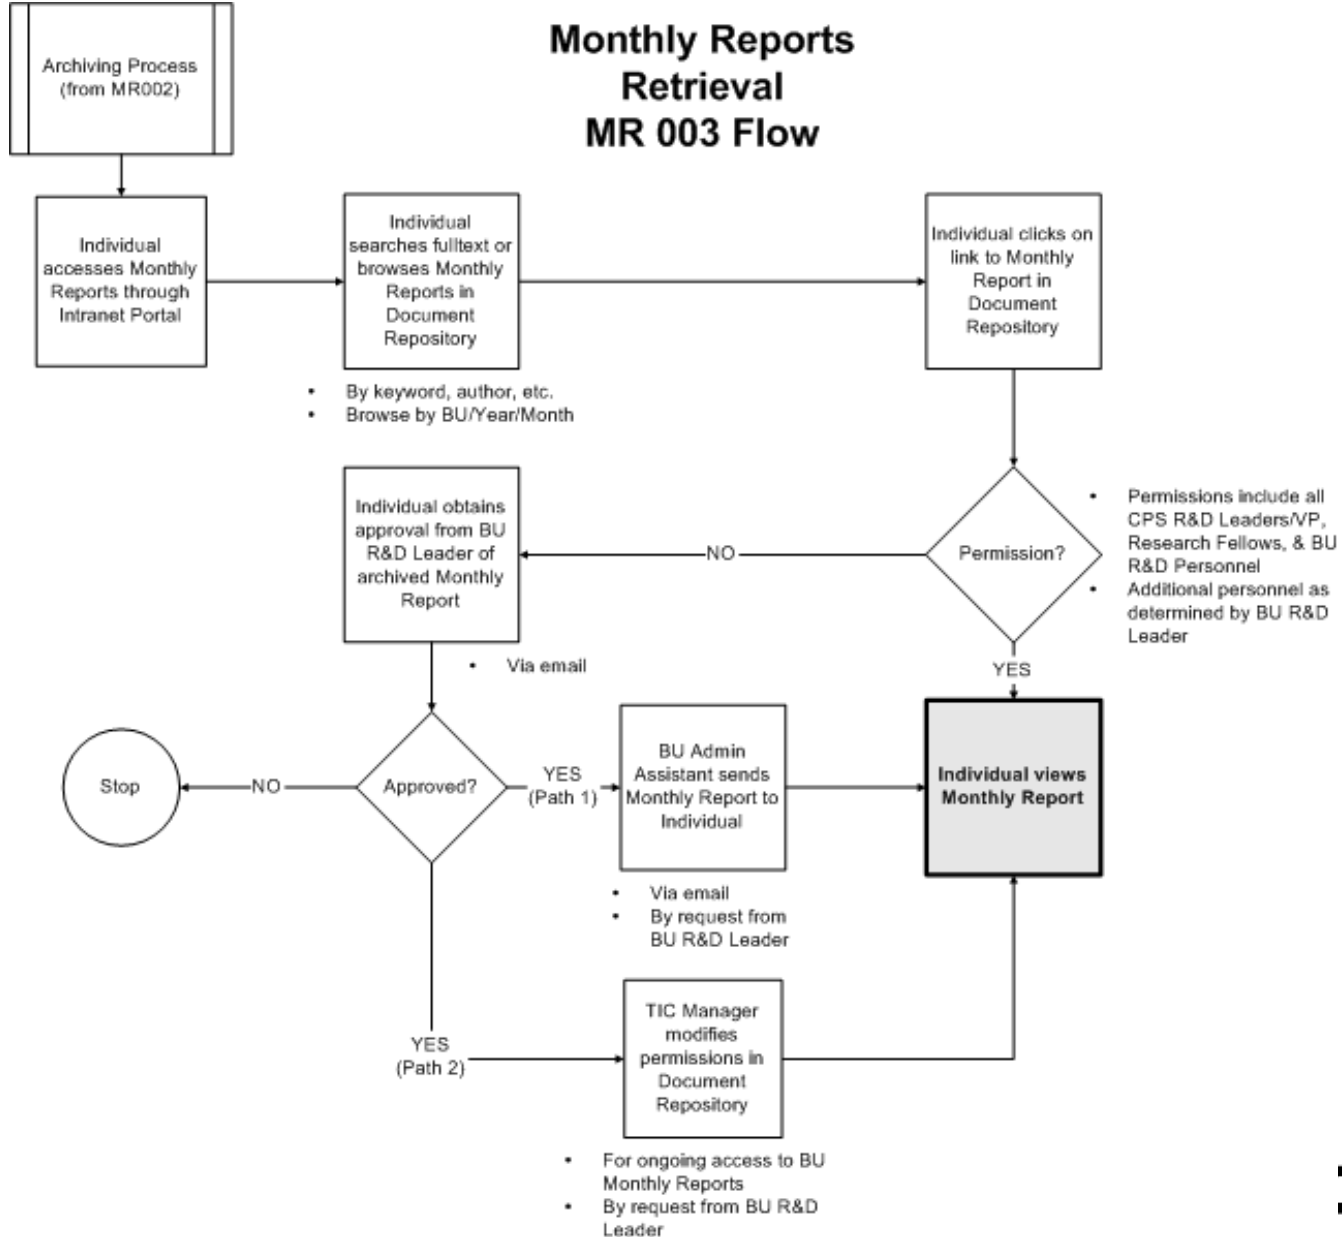 Monthly Reports
Retrieval
MR 003 Flow
Archiving Process
(from MR002)
Individual
accesses Monthly
Reports through
Intranet Portal
Individual
searches fulltext or
browses Monthly
Reports in
Document
Repository
• By keyword, author, etc.
• Browse by BU/Year/Month
Individual clicks on
link to Monthly
Report in
Document
Repository
Permission?
• Permissions include all
CPS R&D Leaders/VP,
Research Fellows, & BU
R&D Personnel
• Additional personnel as
determined by BU R&D
Leader
NO
YES
Individual obtains
approval from BU
R&D Leader of
archived Monthly
Report
• Via email
Approved?
NO
Stop
YES
(Path 1)
BU Admin
Assistant sends
Monthly Report to
Individual
• Via email
• By request from
BU R&D Leader
Individual views
Monthly Report
YES
(Path 2)
TIC Manager
modifies
permissions in
Document
Repository
• For ongoing access to BU
Monthly Reports
• By request from BU R&D
Leader